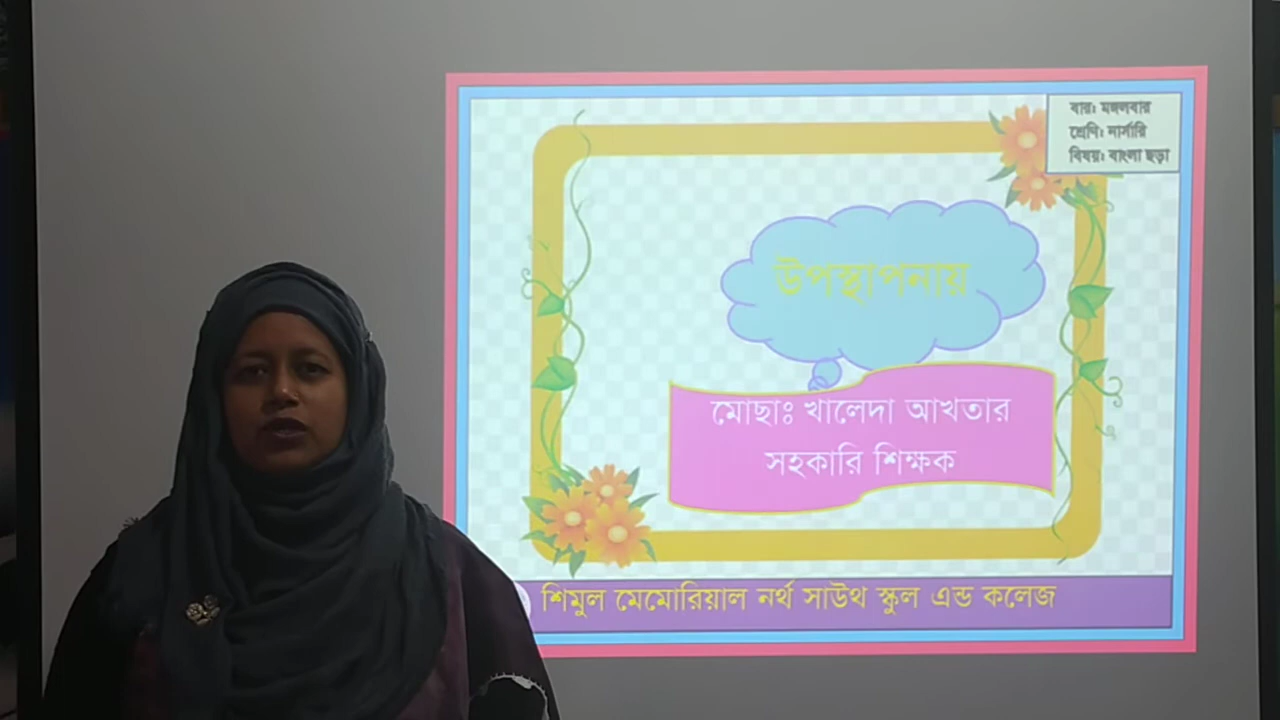 বার: মঙ্গলবার
শ্রেণি: নার্সারি
বিষয়: বাংলা ছড়া
উপস্থাপনায়
মোছাঃ খালেদা আখতার
সহকারি শিক্ষক
শিমুল মেমোরিয়াল নর্থ সাউথ স্কুল এন্ড কলেজ